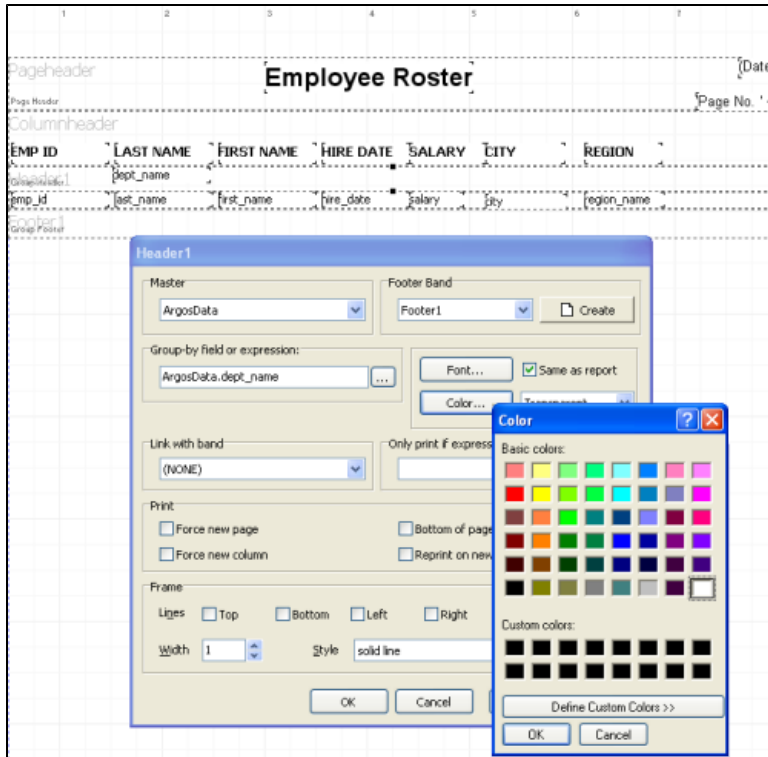 1 2 3 4 5 6 7
Pageheader
Employee Roster
(Date
Page Header
'Page No. '
Columnheader
EMP ID LAST NAME FIRST NAME HIRE DATE SALARY CITY REGION
Header1
Group Header
dept_name
emp_id last_name first_name hire_date salary city region_name
Footer1
Group Footer
Header1
Master Footer Band
ArgosData Footer1 Create
Group-by field or expression:
ArgosData.dept_name ... Font... Same as report
Color... Transparent
Color
Basic colors:
Link with band Only print if express
(NONE)
Print
Force new page Bottom of page
Force new column Reprint on new
Frame
Lines Top Bottom Left Right
Custom colors:
Width 1 Style solid line
Define Custom Colors >>
OK Cancel
OK Cancel